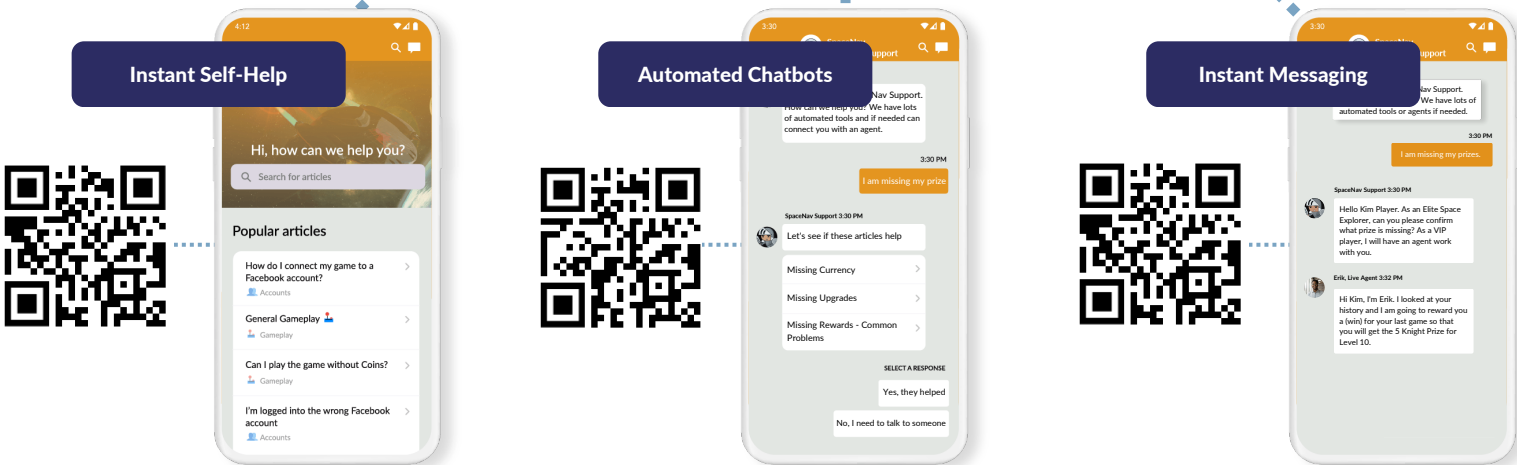 4:12
Instant Self-Help
Hi, how can we help you?
Search for articles
Popular articles
How do I connect my game to a
Facebook account?
Accounts
General Gameplay
Gameplay
Can I play the game without Coins?
Gameplay
I'm logged into the wrong Facebook
account
Accounts
3:30
Automated Chatbots
Nav Support.
How can we help you? We have lots
of automated tools and if needed can
connect you with an agent.
3:30 PM
I am missing my prize
SpaceNav Support 3:30 PM
Let's see if these articles help
Missing Currency
Missing Upgrades
Missing Rewards - Common
Problems
SELECT A RESPONSE
Yes, they helped
No, I need to talk to someone
3:30
Instant Messaging
Nav Support.
We have lots of
automated tools or agents if needed.
3:30 PM
I am missing my prizes.
SpaceNav Support 3:30 PM
Hello Kim Player. As an Elite Space
Explorer, can you please confirm
what prize is missing? As a VIP
player, I will have an agent work
with you.
Erik, Live Agent 3:32 PM
Hi Kim, I'm Erik. I looked at your
history and I am going to reward you
a (win) for your last game so that
you will get the 5 Knight Prize for
Level 10.